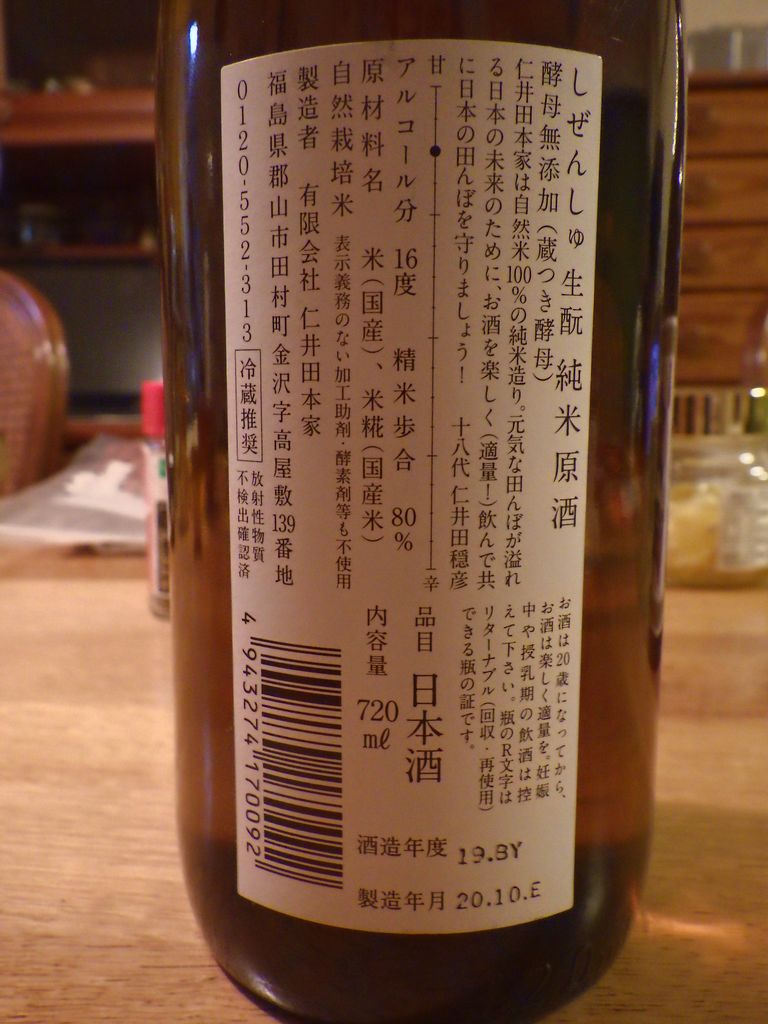 しぜんしゅ 生酛 純米原酒
酵母無添加(蔵つき酵母)
仁井田本家は自然米100%の純米造り。元気な田んぼが溢れ
る日本の未来のために、お酒を楽しく(適量!)飲んで共
に日本の田んぼを守りましょう! 十八代 仁井田穏彦
甘 辛
アルコール分 16度 精米歩合 80%
原材料名 米(国産)、米糀(国産米)
自然栽培米 表示義務のない加工助剤・酵素剤等も不使用
製造者 有限会社 仁井田本家
福島県郡山市田村町金沢字高屋敷139番地
0120-552-313 冷蔵推奨 放射性物質
不検出確認済
お酒は20歳になってから、
お酒は楽しく適量を。妊娠
中や授乳期の飲酒は控
えて下さい。瓶のR文字は
リターナブル(回収・再使用)
できる瓶の証です。
品目 日本酒
内容量 720ml
4943274170092
酒造年度 19.BY
製造年月 20.10.E